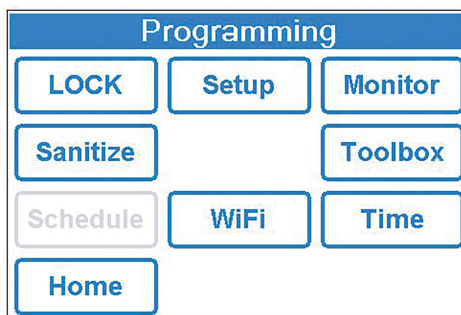 Programming
LOCK Setup Monitor
Sanitize Toolbox
Schedule WiFi Time
Home